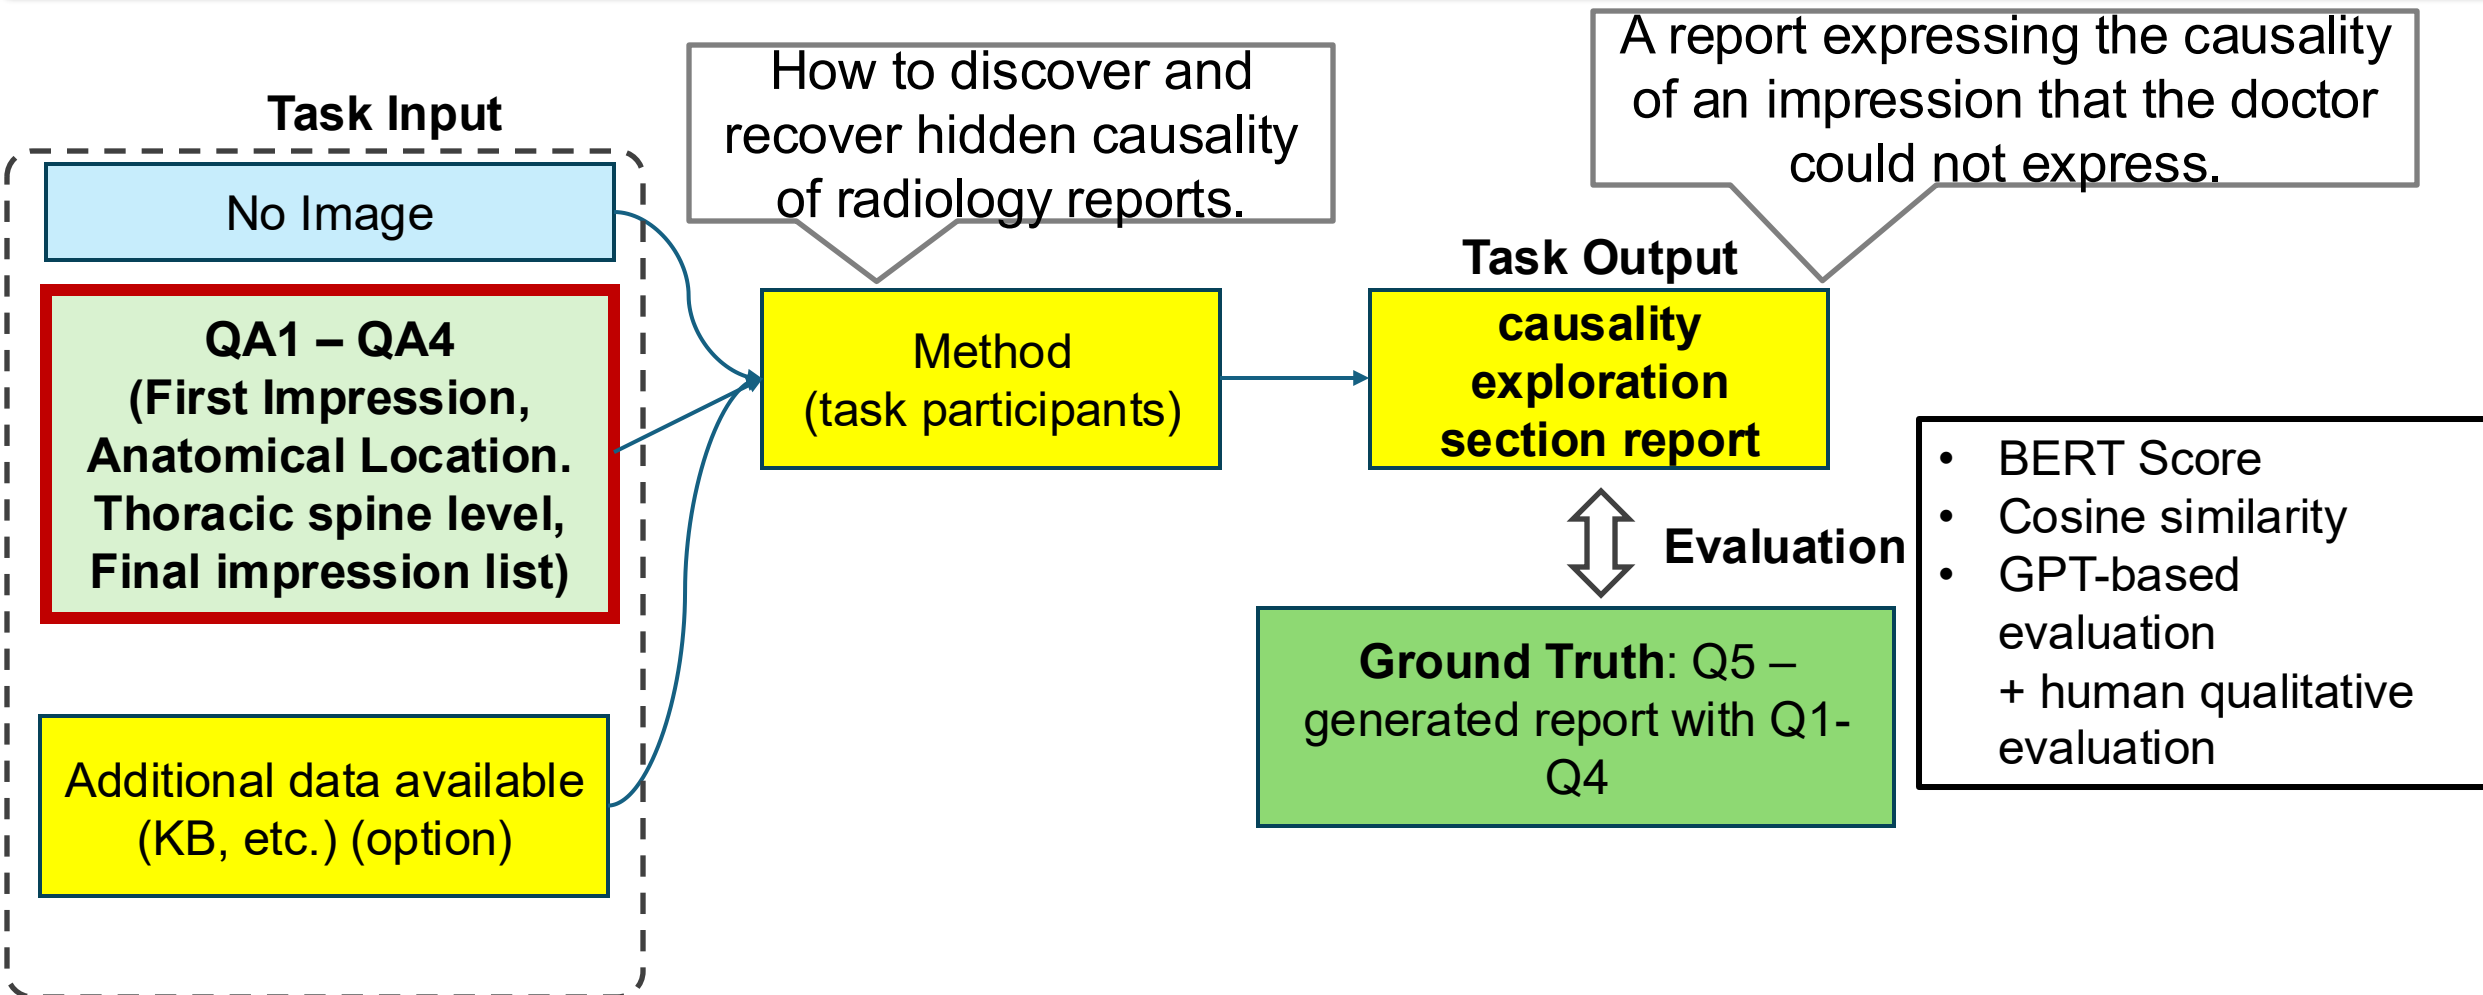 Task Input
No Image
QA1 – QA4
(First Impression,
Anatomical Location.
Thoracic spine level,
Final impression list)
Additional data available
(KB, etc.) (option)
How to discover and
recover hidden causality
of radiology reports.
Method
(task participants)
A report expressing the causality
of an impression that the doctor
could not express.
Task Output
causality
exploration
section report
Evaluation
Ground Truth: Q5 –
generated report with Q1-
Q4
• BERT Score
• Cosine similarity
• GPT-based
evaluation
+ human qualitative
evaluation